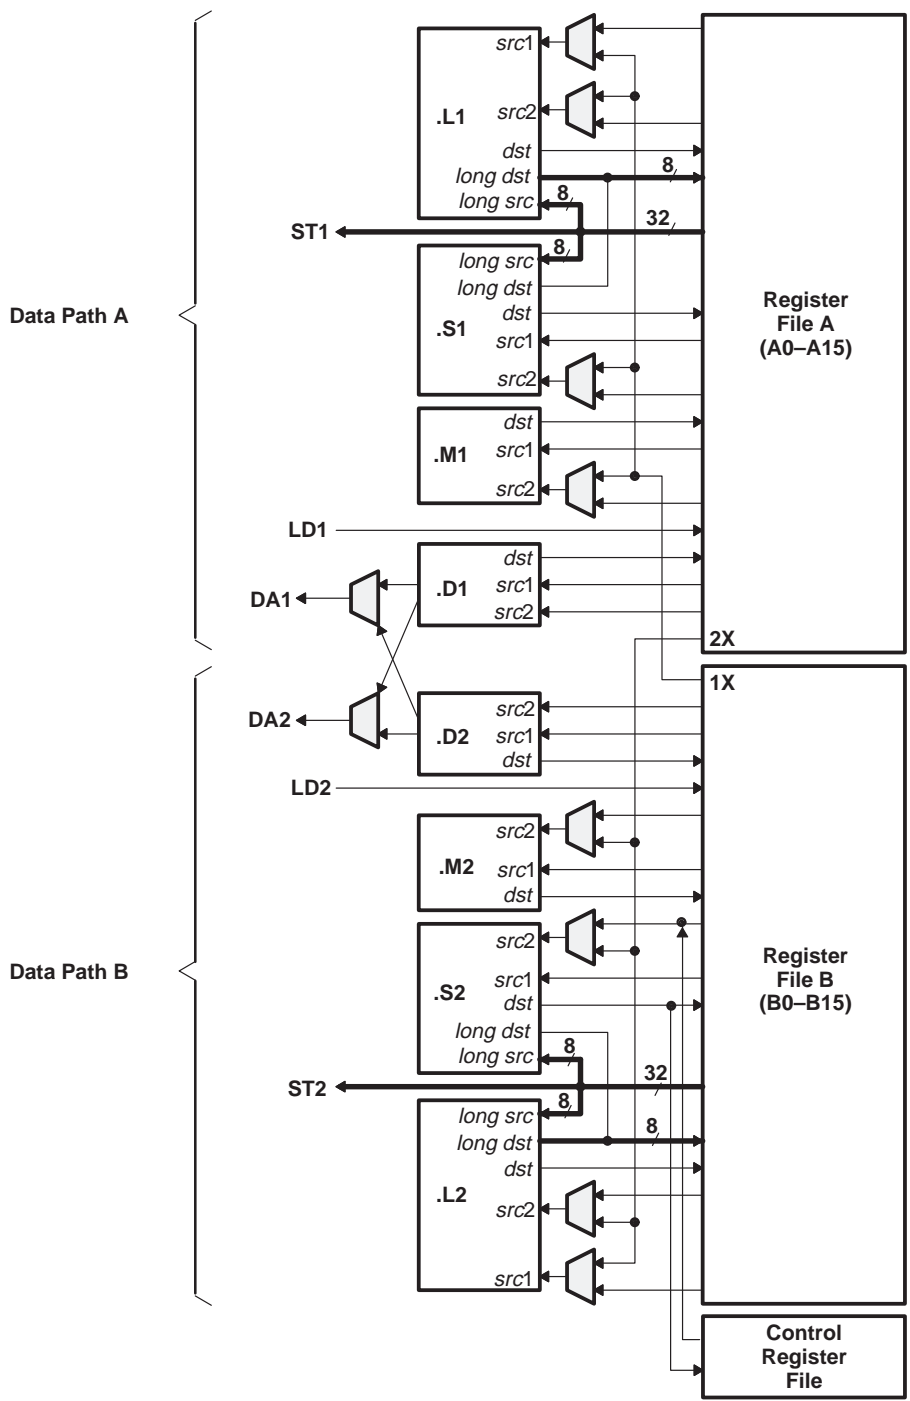 src1
.L1
src2
dst
long dst
8
long src
8
ST1
32
8
long src
long dst
dst
.S1
src1
src2
Data Path A
Register
File A
(A0–A15)
dst
.M1
src1
src2
LD1
dst
.D1
src1
src2
DA1
2X
1X
DA2
src2
.D2
src1
dst
LD2
src2
.M2
src1
dst
src2
.S2
src1
dst
long dst
long src
8
Data Path B
Register
File B
(B0–B15)
ST2
32
8
long src
long dst
8
dst
.L2
src2
src1
Control
Register
File